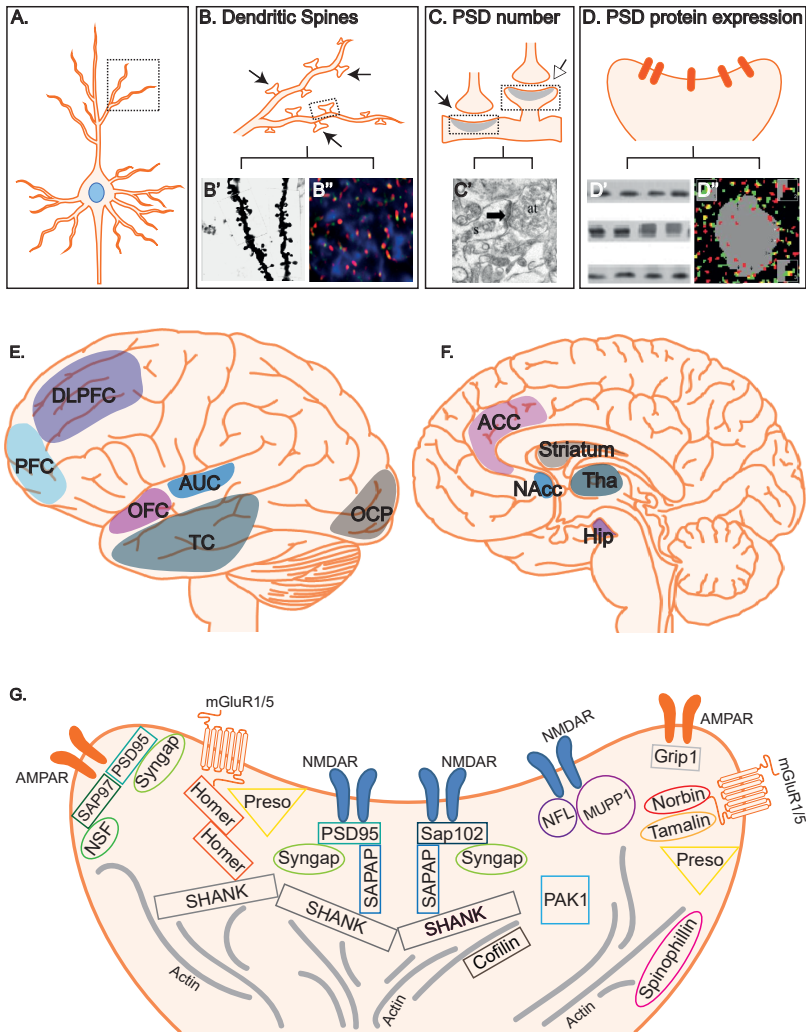 A.
B. Dendritic Spines
C. PSD number
D. PSD protein expression
B'
B''
C'
at
s
D'
D''
E.
DLPFC
PFC
AUC
OFC
TC
OCP
F.
ACC
Striatum
NAcc
Tha
Hip
G.
mGluR1/5
AMPAR
PSD95
Syngap
SAP97
NSF
Homer
Homer
Preso
NMDAR
NMDAR
PSD95
Sap102
Syngap
SAPAP
SAPAP
Syngap
SHANK
SHANK
SHANK
Cofilin
Actin
Actin
Actin
NMDAR
NFL
MUPP1
PAK1
AMPAR
Grip1
mGluR1/5
Norbin
Tamalin
Preso
Spinophillin